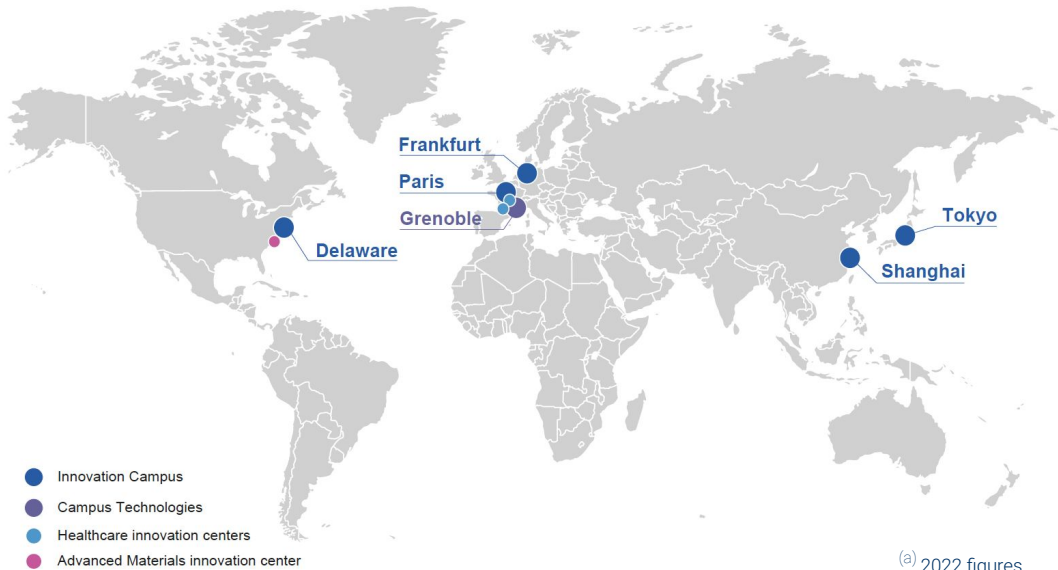 Frankfurt
Paris
Grenoble
Delaware
Tokyo
Shanghai
Innovation Campus
Campus Technologies
Healthcare innovation centers
Advanced Materials innovation center
(a) 2022 figures